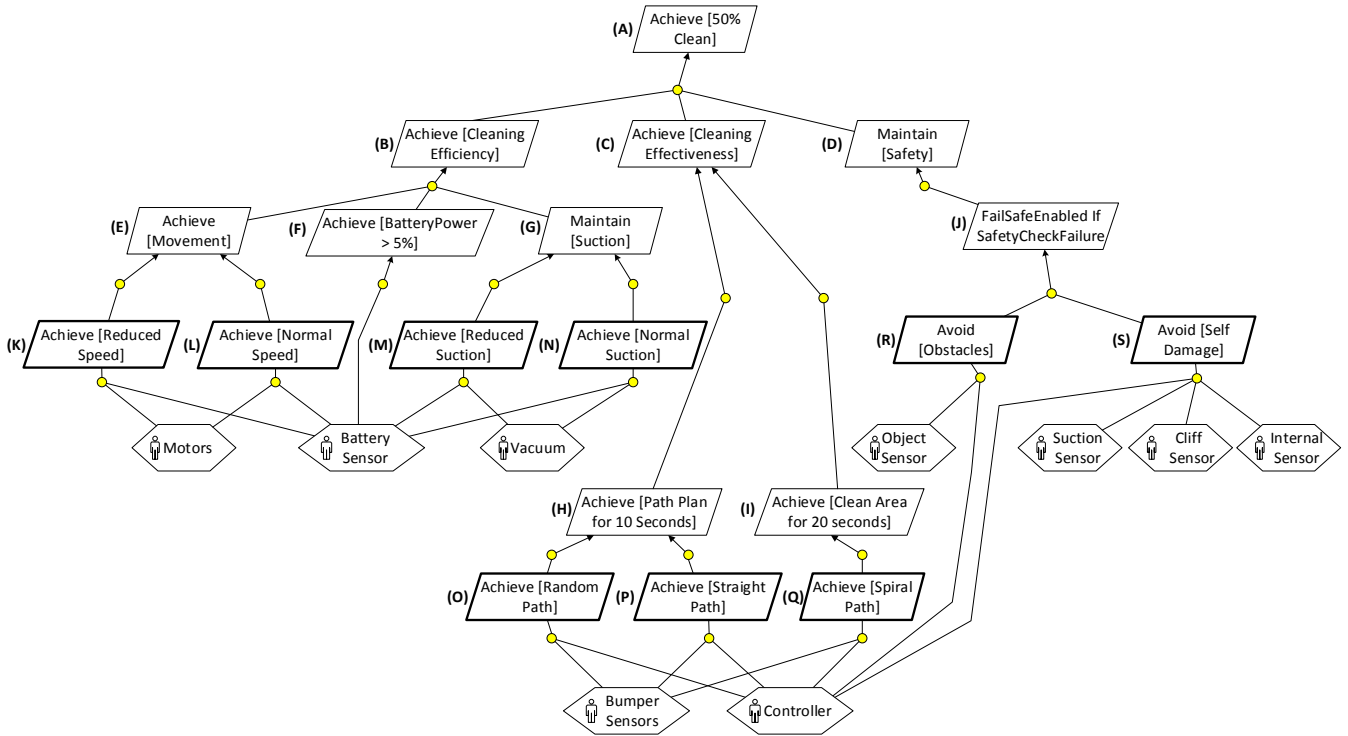 (A)
Achieve [50%
Clean]
(B)
Achieve [Cleaning
Efficiency]
(C)
Achieve [Cleaning
Effectiveness]
(D)
Maintain
[Safety]
(E)
Achieve
[Movement]
(F)
Achieve [BatteryPower
> 5%]
(G)
Maintain
[Suction]
(J)
FailSafeEnabled If
SafetyCheckFailure
(K)
Achieve [Reduced
Speed]
(L)
Achieve [Normal
Speed]
(M)
Achieve [Reduced
Suction]
(N)
Achieve [Normal
Suction]
(R)
Avoid
[Obstacles]
(S)
Avoid [Self
Damage]
Motors
Battery
Sensor
Vacuum
Object
Sensor
Suction
Sensor
Cliff
Sensor
Internal
Sensor
(H)
Achieve [Path Plan
for 10 Seconds]
(I)
Achieve [Clean Area
for 20 seconds]
(O)
Achieve [Random
Path]
(P)
Achieve [Straight
Path]
(Q)
Achieve [Spiral
Path]
Bumper
Sensors
Controller